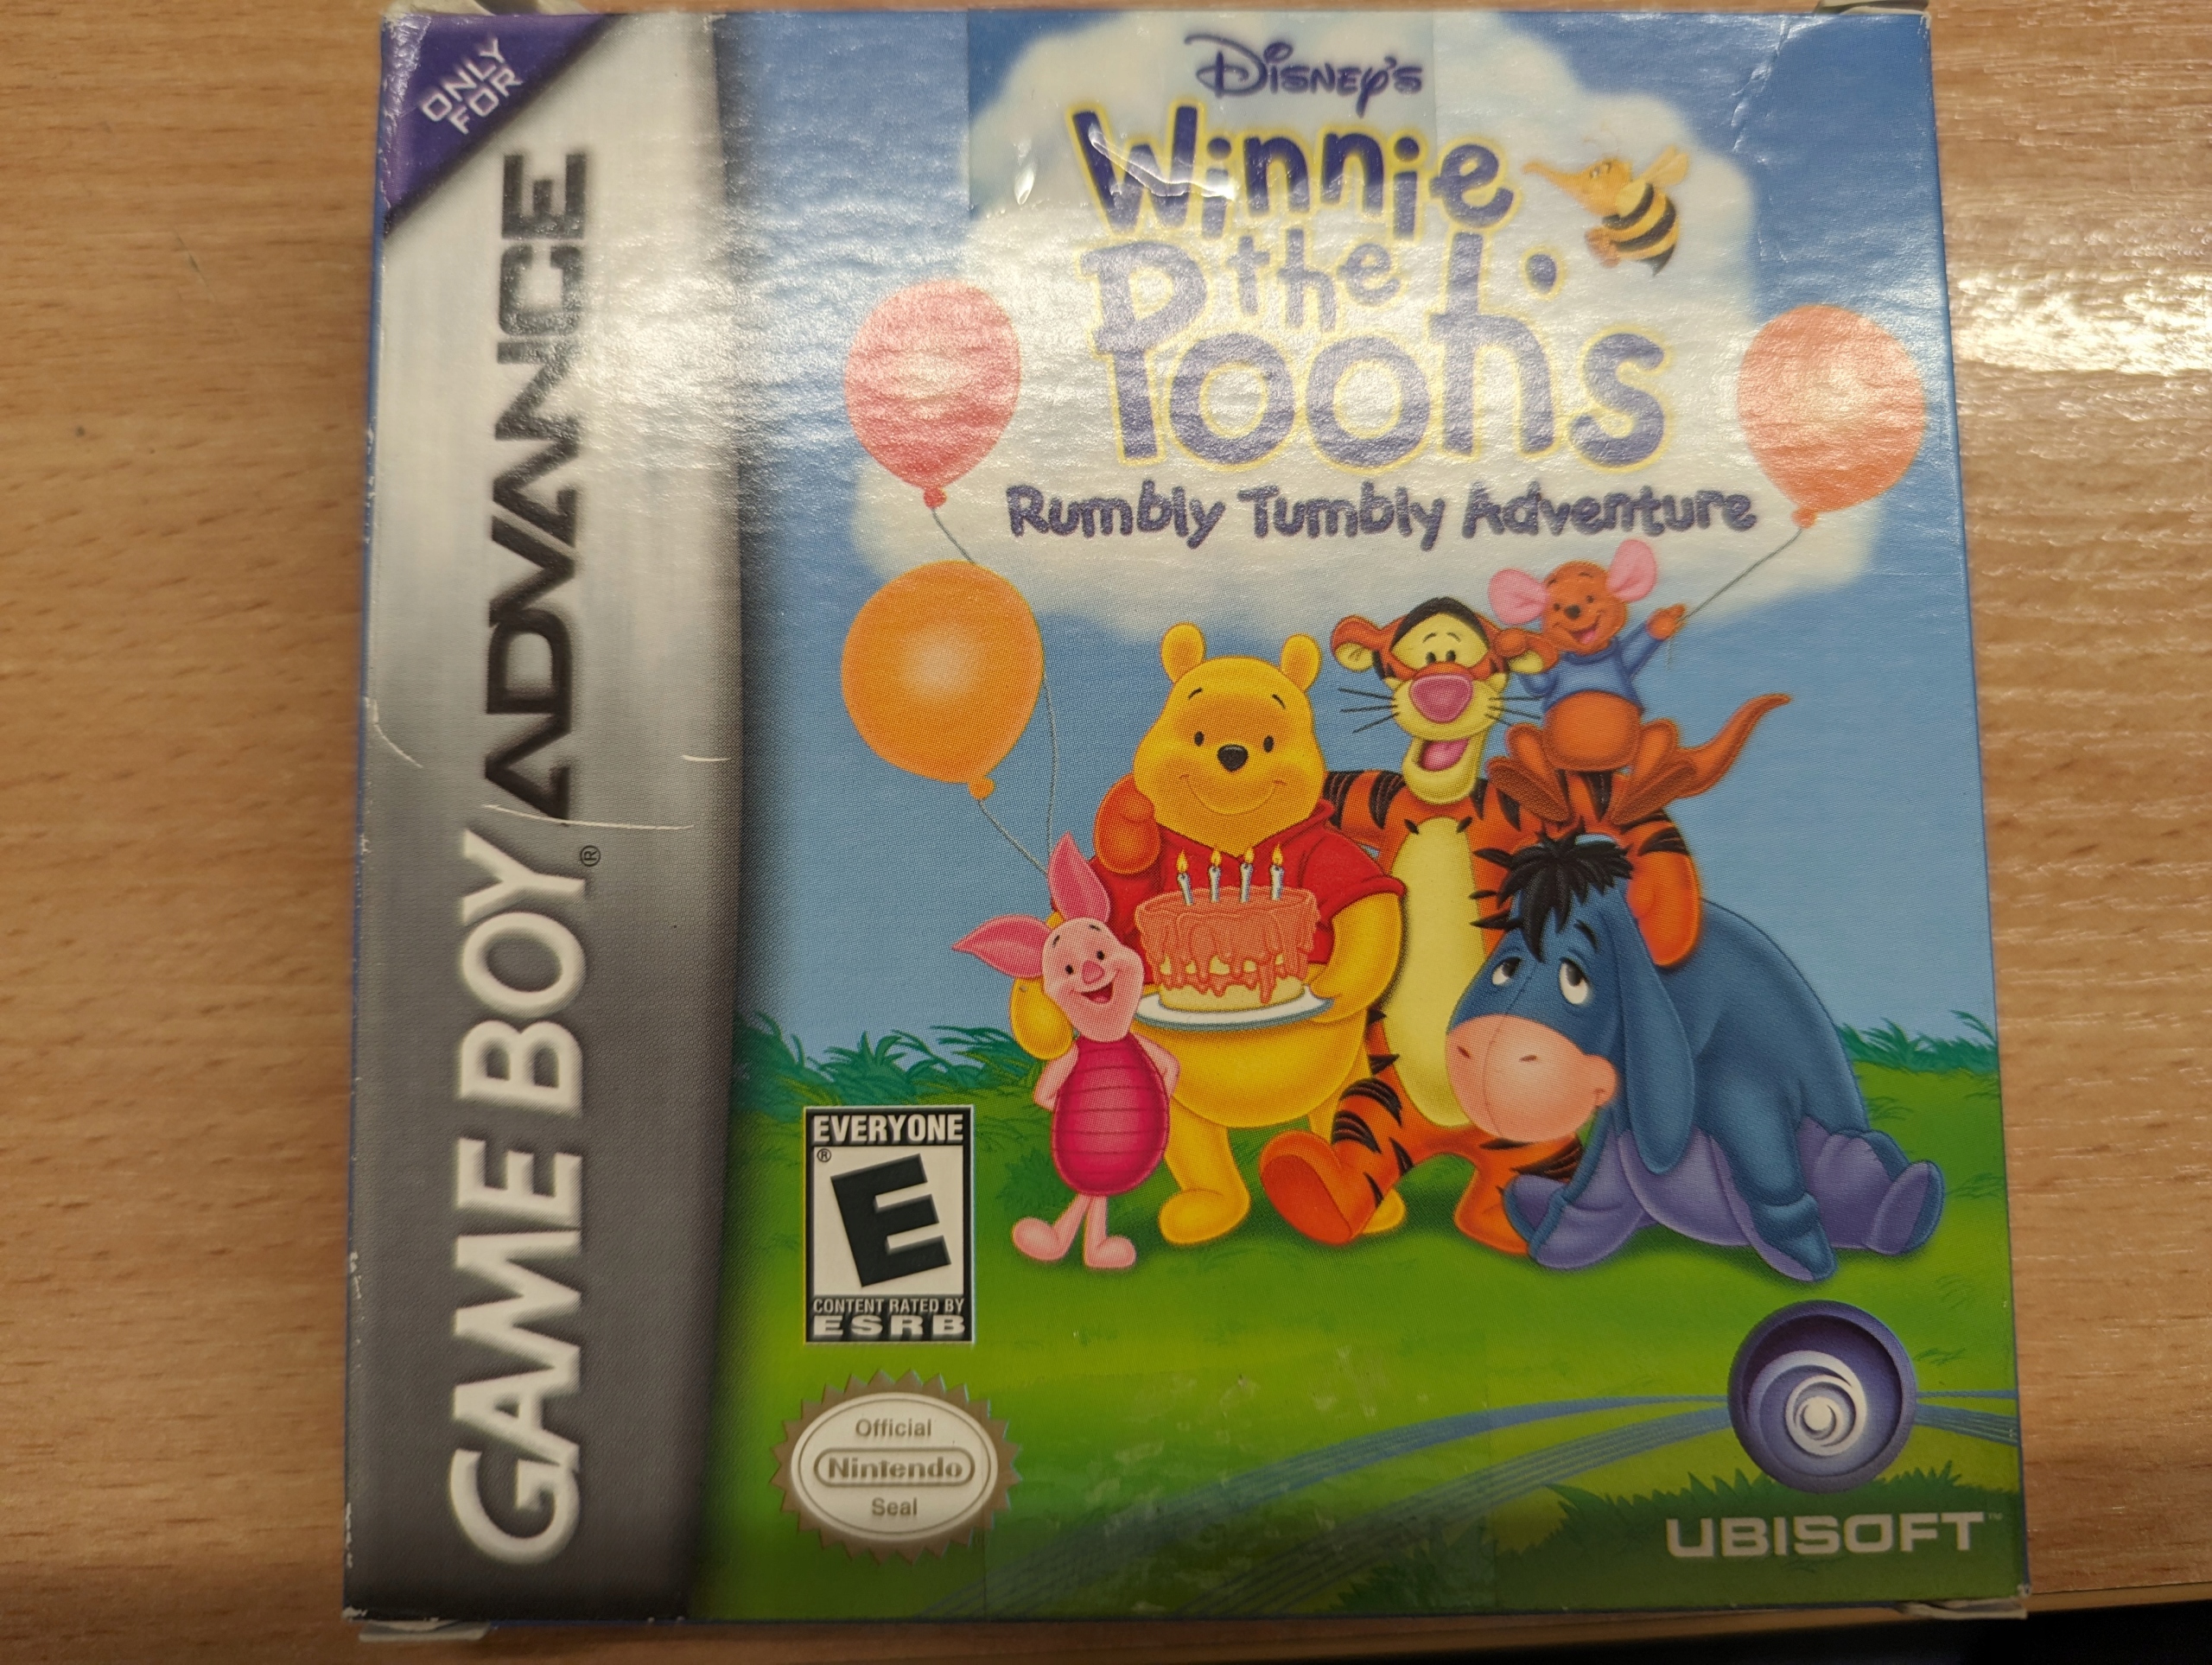 ONLY
FOR
GAME BOY ADVANCE
®
Disney's
Winnie
the
Pooh's
Rumbly Tumbly Adventure
EVERYONE
®
E
CONTENT RATED BY
ESRB
Official
Nintendo
Seal
UBISOFT™